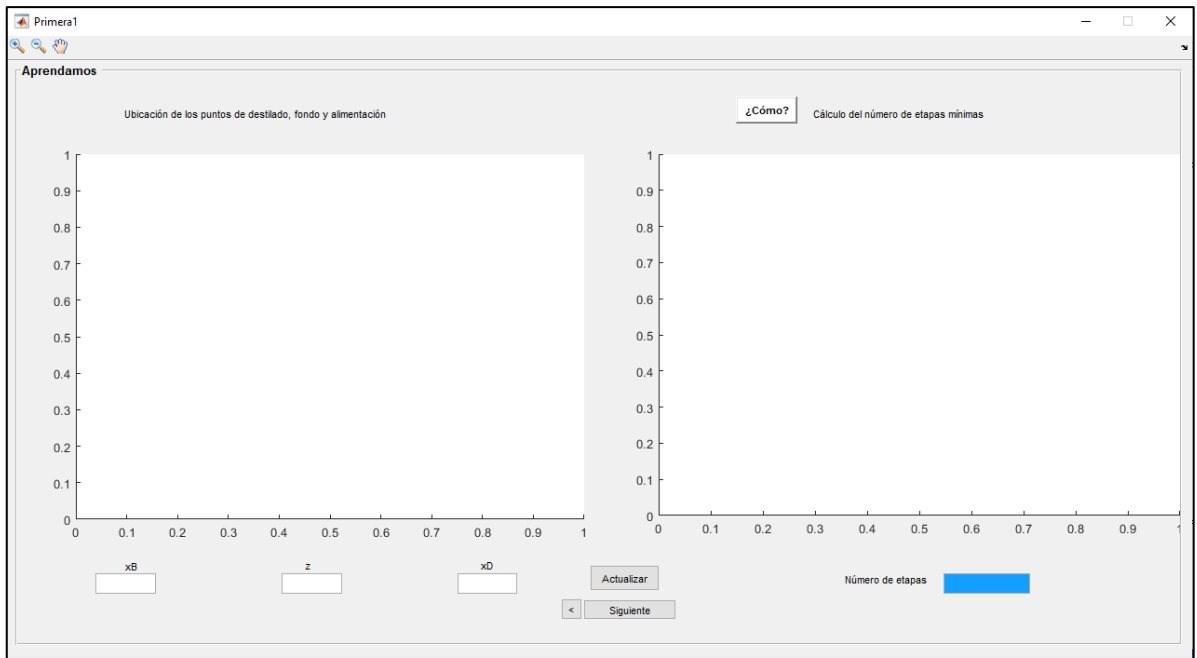 Primera1
Aprendamos
Ubicación de los puntos de destilado, fondo y alimentación
¿Cómo? Cálculo del número de etapas mínimas
1
0.9
0.8
0.7
0.6
0.5
0.4
0.3
0.2
0.1
0
0 0.1 0.2 0.3 0.4 0.5 0.6 0.7 0.8 0.9 1
1
0.9
0.8
0.7
0.6
0.5
0.4
0.3
0.2
0.1
0
0 0.1 0.2 0.3 0.4 0.5 0.6 0.7 0.8 0.9 1
xB z xD
Actualizar
Número de etapas
< Siguiente